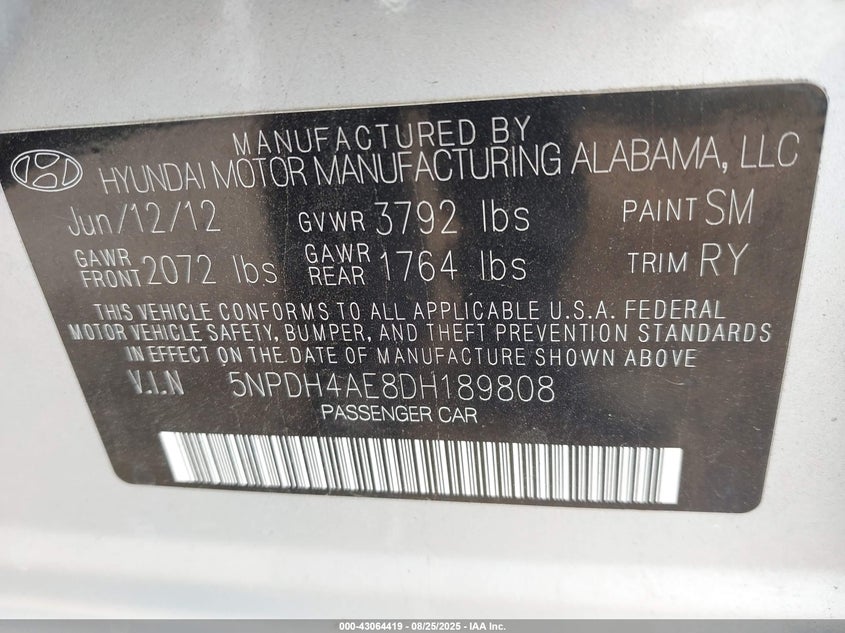 MANUFACTURED BY
HYUNDAI MOTOR MANUFACTURING ALABAMA, LLC
Jun/12/12 GVWR 3792 lbs PAINT SM
GAWR FRONT 2072 lbs GAWR REAR 1764 lbs TRIM RY
THIS VEHICLE CONFORMS TO ALL APPLICABLE U.S.A. FEDERAL
MOTOR VEHICLE SAFETY, BUMPER, AND THEFT PREVENTION STANDARDS
IN EFFECT ON THE DATE OF MANUFACTURE SHOWN ABOVE
V.I.N 5NPDH4AE8DH189808
PASSENGER CAR
000-43064419 - 08/25/2025 - IAA Inc.